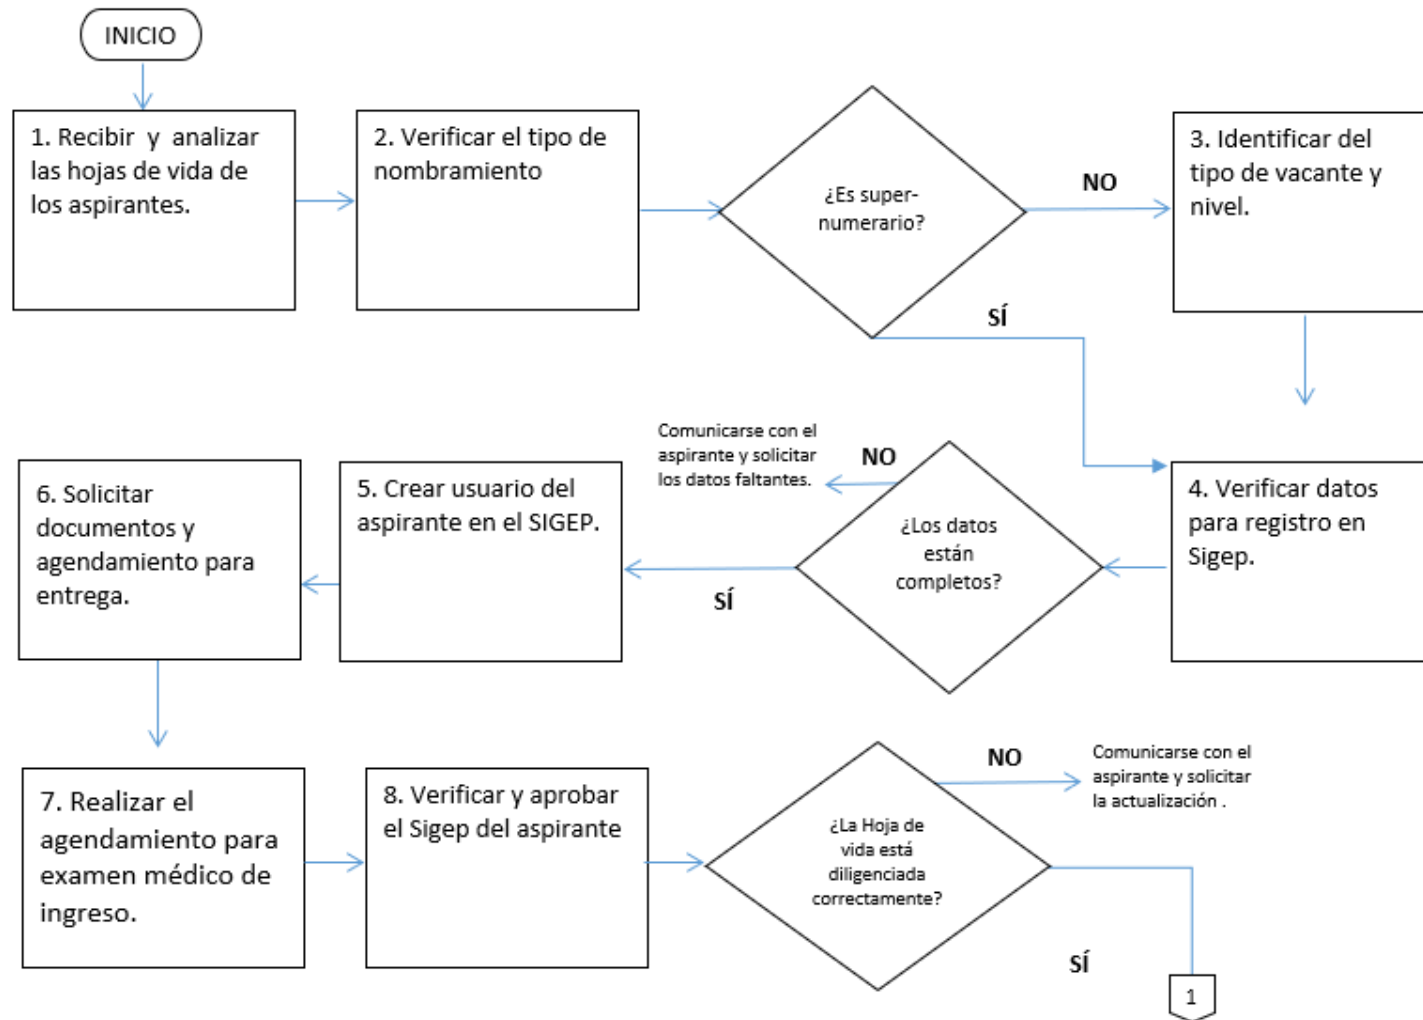 INICIO
1. Recibir y analizar
las hojas de vida de
los aspirantes.
2. Verificar el tipo de
nombramiento
¿Es super-
numerario?
NO
3. Identificar del
tipo de vacante y
nivel.
SÍ
4. Verificar datos
para registro en
Sigep.
¿Los datos
están
completos?
NO
Comunicarse con el
aspirante y solicitar
los datos faltantes.
SÍ
5. Crear usuario del
aspirante en el SIGEP.
6. Solicitar
documentos y
agendamiento para
entrega.
7. Realizar el
agendamiento para
examen médico de
ingreso.
8. Verificar y aprobar
el Sigep del aspirante
¿La Hoja de
vida está
diligenciada
correctamente?
NO
Comunicarse con el
aspirante y solicitar
la actualización .
SÍ
1